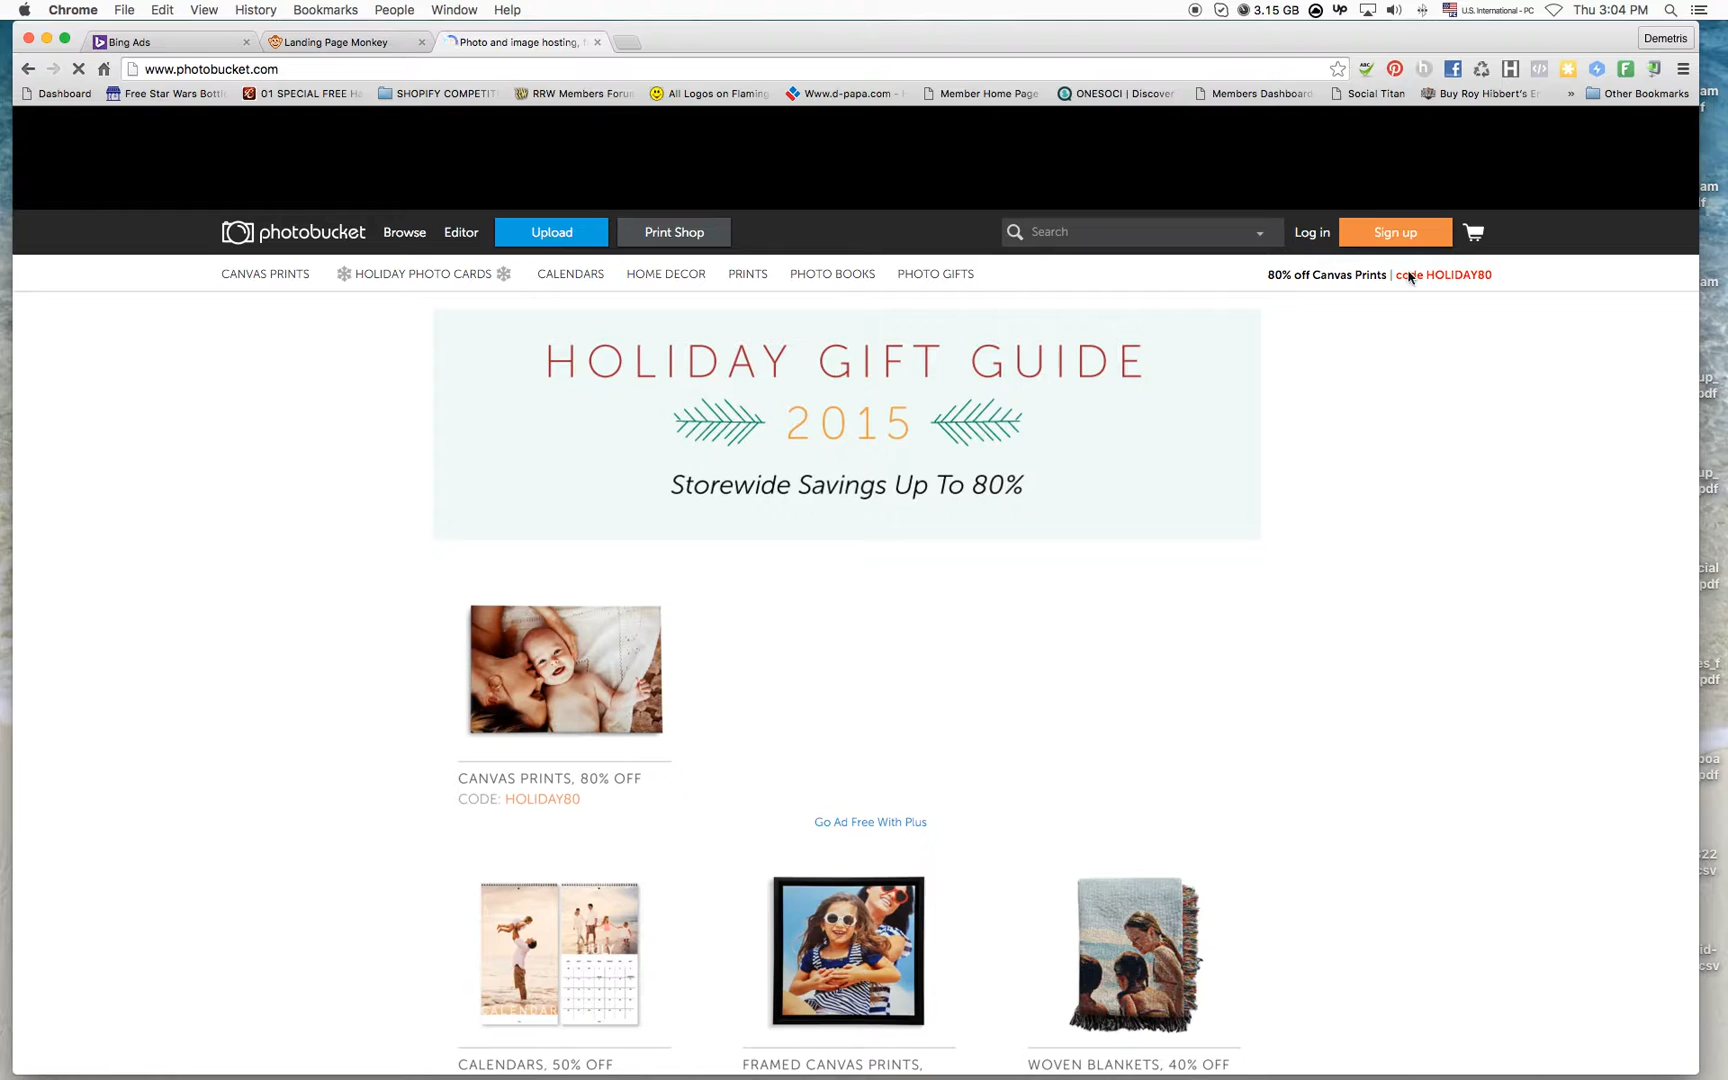 Chrome File Edit View History Bookmarks People Window Help 3.15 GB UP U.S. International - PC Thu 3:04 PM
Bing Ads Landing Page Monkey Photo and image hosting, f Demetris
www.photobucket.com
Dashboard Free Star Wars Bottl 01 SPECIAL FREE Ha SHOPIFY COMPETIT RRW Members Foru All Logos on Flaming Www.d-papa.com - Member Home Page ONESOCI | Discover Members Dashboard Social Titan Buy Roy Hibbert's E » Other Bookmarks
photobucket Browse Editor Upload Print Shop Search Log in Sign up
CANVAS PRINTS HOLIDAY PHOTO CARDS CALENDARS HOME DECOR PRINTS PHOTO BOOKS PHOTO GIFTS 80% off Canvas Prints | code HOLIDAY80
HOLIDAY GIFT GUIDE
2015
Storewide Savings Up To 80%
CANVAS PRINTS, 80% OFF
CODE: HOLIDAY80
Go Ad Free With Plus
CALENDAR
CALENDARS, 50% OFF FRAMED CANVAS PRINTS, WOVEN BLANKETS, 40% OFF